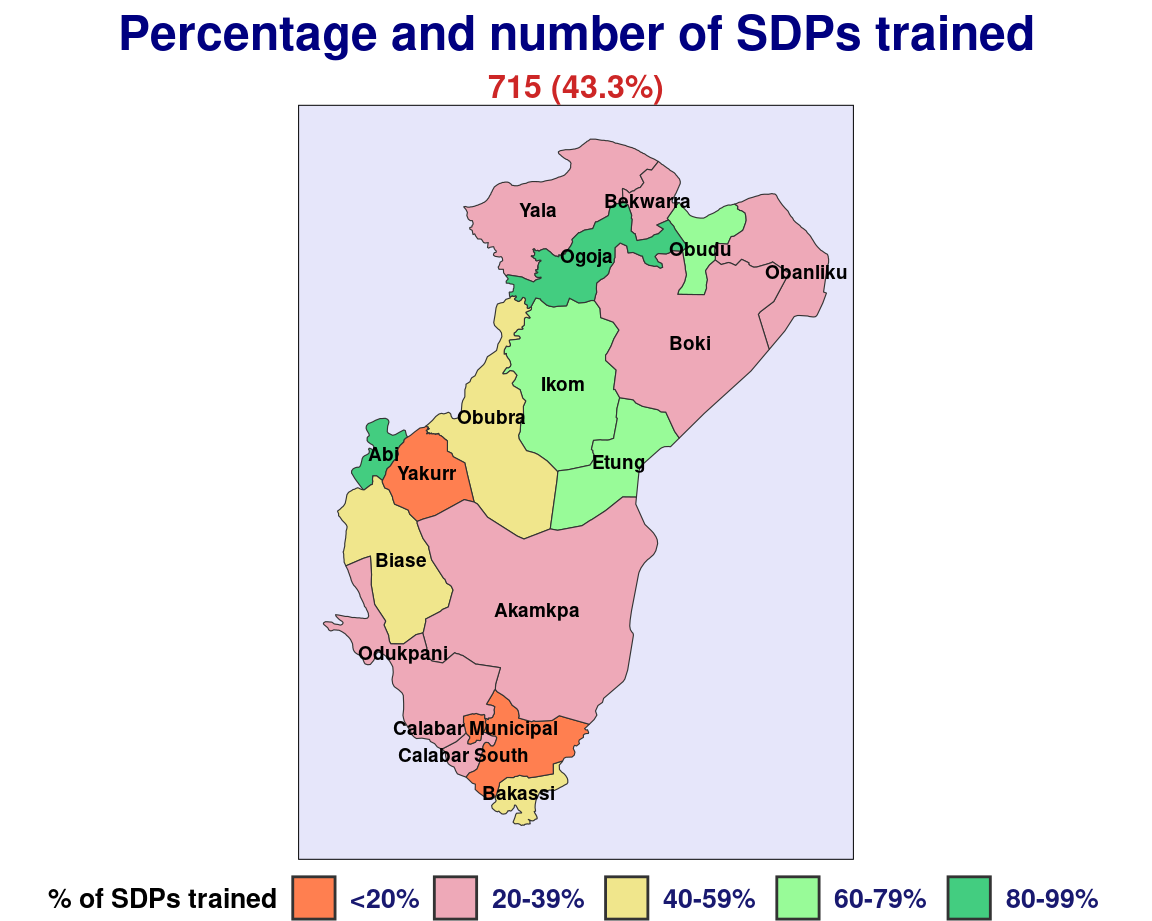 Percentage and number of SDPs trained
715 (43.3%)
Yala
Bekwarra
Ogoja
Obudu
Obanliku
Boki
Ikom
Obubra
Abi
Yakurr
Etung
Biase
Akamkpa
Odukpani
Calabar Municipal
Calabar South
Bakassi
% of SDPs trained <20% 20-39% 40-59% 60-79% 80-99%